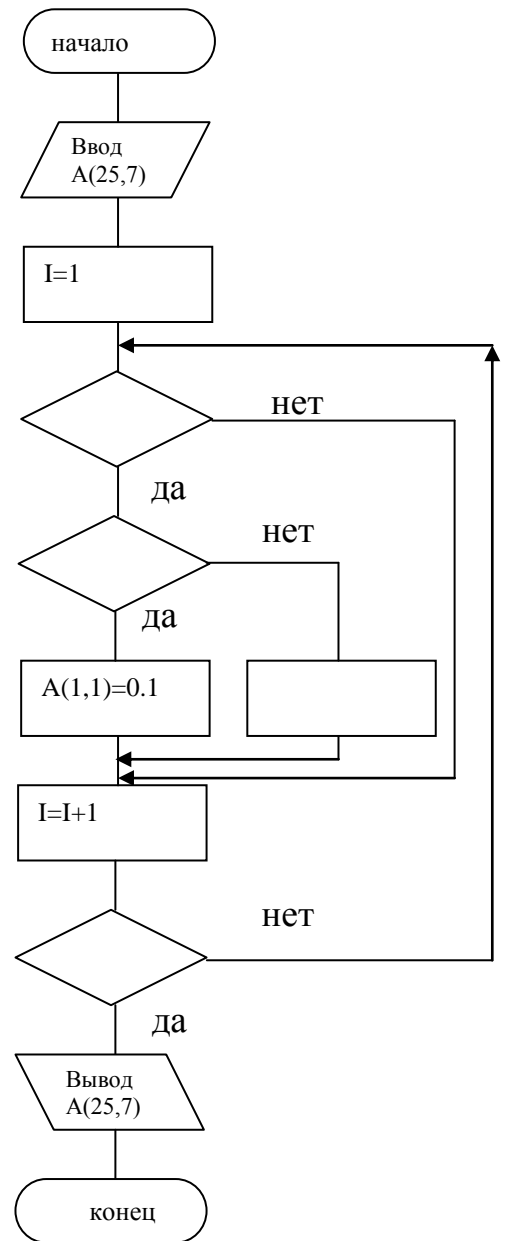 начало
Ввод
A(25,7)
I=1
нет
да
нет
да
A(1,1)=0.1
I=I+1
нет
да
Вывод
A(25,7)
конец